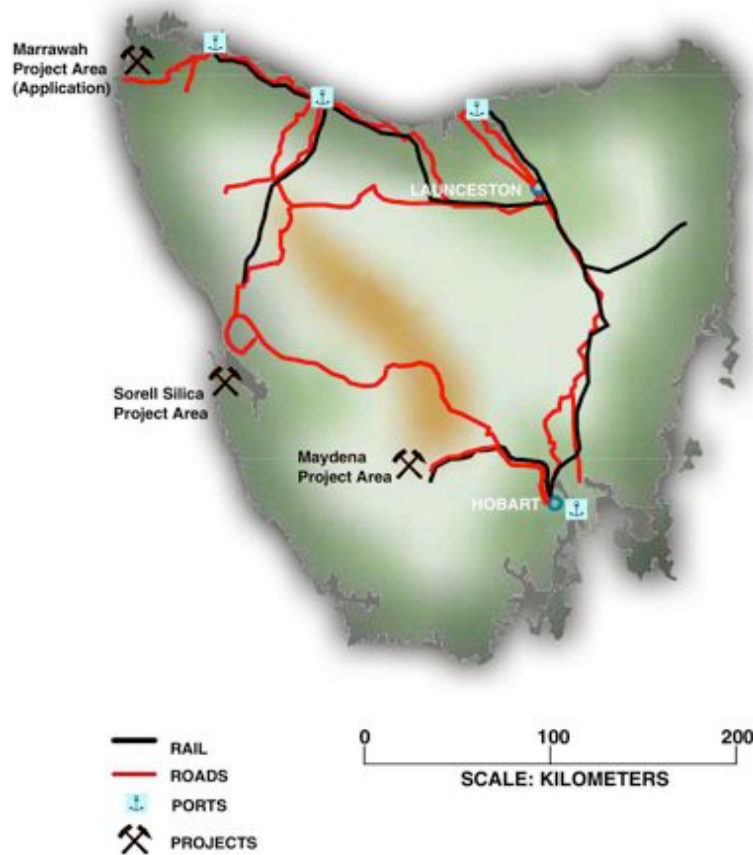 Marrawah
Project Area
(Application)
LAUNCESTON
Sorell Silica
Project Area
Maydena
Project Area
HOBART
RAIL
ROADS
PORTS
PROJECTS
0 100 200
SCALE: KILOMETERS